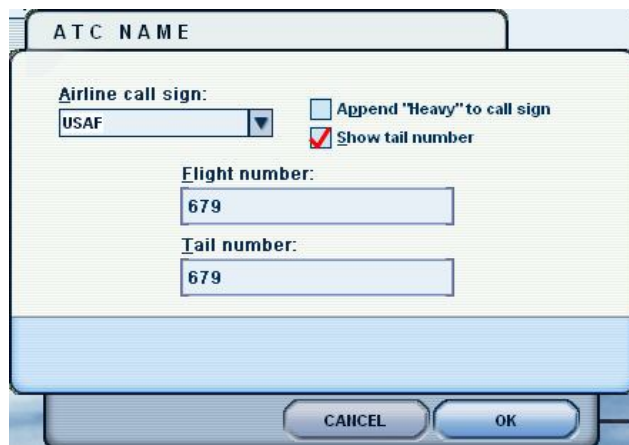 ATC NAME
Airline call sign:
USAF
Append "Heavy" to call sign
Show tail number
Flight number:
679
Tail number:
679
CANCEL
OK